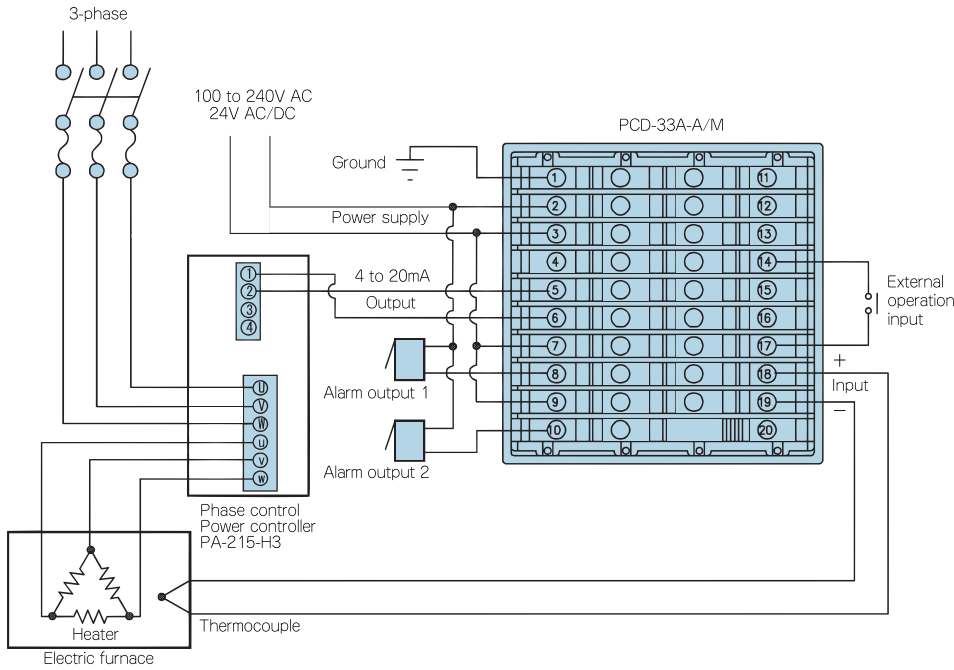 3-phase
100 to 240V AC
24V AC/DC
PCD-33A-A/M
Ground
Power supply
4 to 20mA
Output
Alarm output 1
Alarm output 2
1
2
3
4
5
6
7
8
9
10
11
12
13
14
15
16
17
18
19
20
External
operation
input
+
Input
−
1
2
3
4
U
V
W
u
v
w
Phase control
Power controller
PA-215-H3
Heater
Thermocouple
Electric furnace